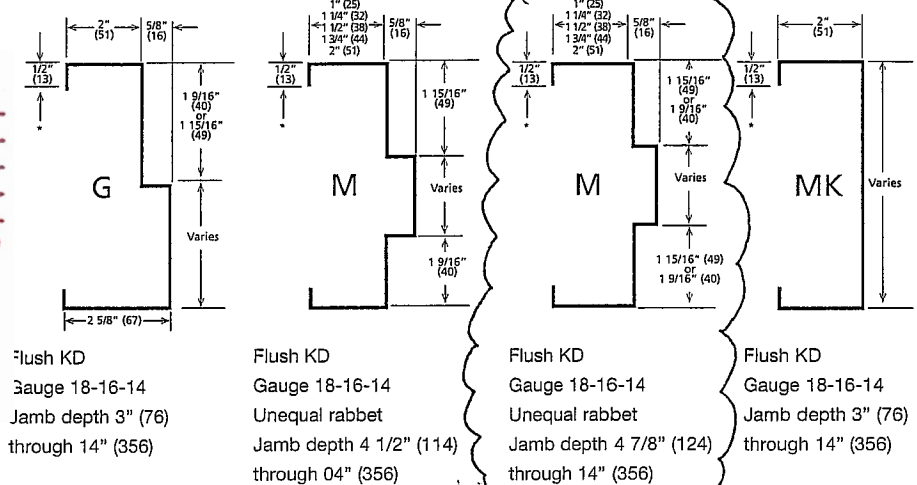 2"
(51)
5/8"
(16)
1/2"
(13)
*
1 9/16"
(40)
or
1 15/16"
(49)
G
Varies
2 5/8" (67)
Flush KD
Gauge 18-16-14
Jamb depth 3" (76)
through 14" (356)
1" (25)
1 1/4" (32)
1 1/2" (38)
1 3/4" (44)
2" (51)
5/8"
(16)
1/2"
(13)
*
1 15/16"
(49)
M
Varies
1 9/16"
(40)
Flush KD
Gauge 18-16-14
Unequal rabbet
Jamb depth 4 1/2" (114)
through 04" (356)
1" (25)
1 1/4" (32)
1 1/2" (38)
1 3/4" (44)
2" (51)
5/8"
(16)
1/2"
(13)
*
1 15/16"
(49)
or
1 9/16"
(40)
M
Varies
1 15/16" (49)
or
1 9/16" (40)
Flush KD
Gauge 18-16-14
Unequal rabbet
Jamb depth 4 7/8" (124)
through 14" (356)
2"
(51)
1/2"
(13)
*
MK
Varies
Flush KD
Gauge 18-16-14
Jamb depth 3" (76)
through 14" (356)